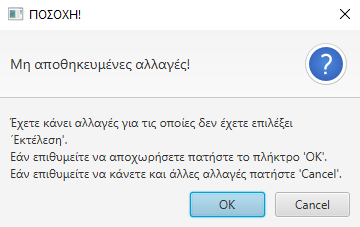 ΠΟΣΟΧΗ!
Μη αποθηκευμένες αλλαγές!
?
Έχετε κάνει αλλαγές για τις οποίες δεν έχετε επιλέξει
΄Εκτέλεση'.
Εάν επιθυμείτε να αποχωρήσετε πατήστε το πλήκτρο 'ΟΚ'.
Εάν επιθυμείτε να κάνετε και άλλες αλλαγές πατήστε 'Cancel'.
OK
Cancel